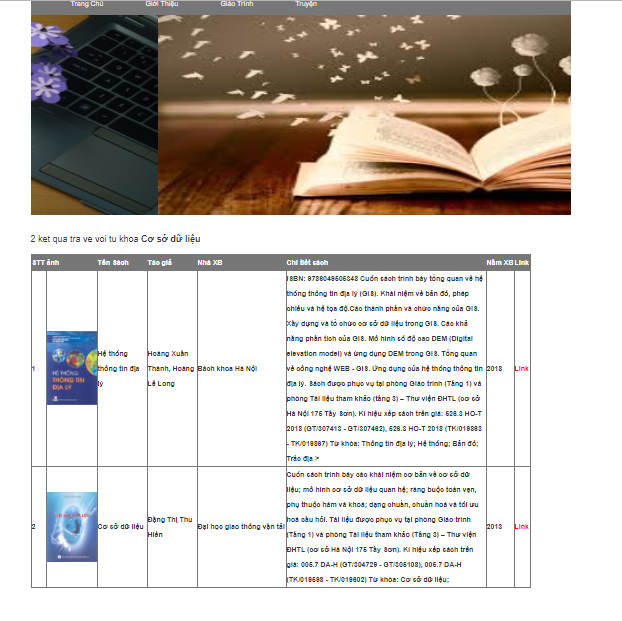 Trang Chủ Giới Thiệu Giáo Trình Truyện
2 ket qua tra ve voi tu khoa Cơ sở dữ liệu
STT ảnh Tên Sách Tác giả Nhà XB Chi tiết sách Năm XB Link
1
HỆ THỐNG
THÔNG TIN
ĐỊA LÝ
Hệ thống
thông tin địa
lý
Hoàng Xuân
Thành, Hoàng
Lê Long
Bách khoa Hà Nội
ISBN: 9786049505348 Cuốn sách trình bày tổng quan về hệ
thống thông tin địa lý (GIS). Khái niệm về bản đồ, phép
chiếu và hệ tọa độ.Các thành phần và chức năng của GIS.
Xây dựng và tổ chức cơ sở dữ liệu trong GIS. Các khả
năng phân tích của GIS. Mô hình số độ cao DEM (Digital
elevation model) và ứng dụng DEM trong GIS. Tổng quan
về công nghệ WEB - GIS. Ứng dụng của hệ thống thông tin
địa lý. Sách được phục vụ tại phòng Giáo trình (Tầng 1) và
phòng Tài liệu tham khảo (tầng 3) – Thư viện ĐHTL (cơ sở
Hà Nội 175 Tây Sơn). Kí hiệu xếp sách trên giá: 526.3 HO-T
2018 (GT/307413 - GT/307462), 526.3 HO-T 2018 (TK/019363
- TK/019367) Từ khóa: Thông tin địa lý; Hệ thống; Bản đồ;
Trắc địa >
2018
Link
2
Cơ sở dữ liệu
Đặng Thị Thu
Hiền
Đại học giao thông vận tải
Cuốn sách trình bày các khái niệm cơ bản về cơ sở dữ
liệu; mô hình cơ sở dữ liệu quan hệ; ràng buộc toàn vẹn,
phụ thuộc hàm và khoá; dạng chuẩn, chuẩn hoá và tối ưu
hoá câu hỏi. Tài liệu được phục vụ tại phòng Giáo trình
(Tầng 1) và phòng Tài liệu tham khảo (Tầng 3) – Thư viện
ĐHTL (cơ sở Hà Nội 175 Tây Sơn). Kí hiệu xếp sách trên
giá: 005.7 DA-H (GT/304729 - GT/305103), 005.7 DA-H
(TK/019598 - TK/019602) Từ khóa: Cơ sở dữ liệu;
2013
Link